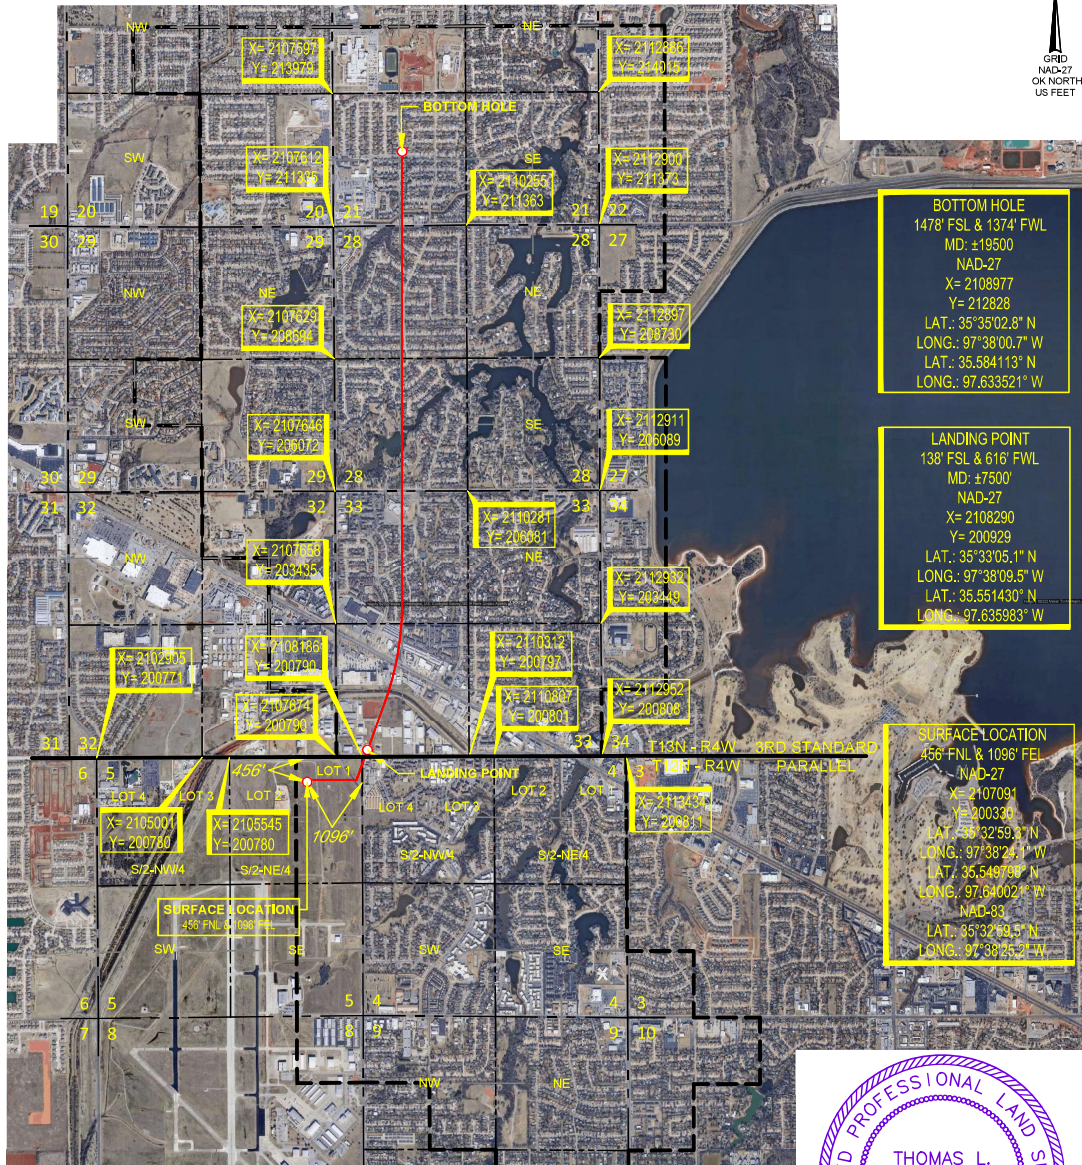 GRID
NAD-27
OK NORTH
US FEET
NW
NE
X= 2107597
Y= 213979
X= 2112886
Y= 214015
BOTTOM HOLE
SW
SE
X= 2107612
Y= 211335
X= 2110255
Y= 211363
X= 2112900
Y= 211373
19 20
20 21
21 22
30 29
29 28
28 27
NW
NE
NE
X= 2107629
Y= 208694
X= 2112897
Y= 208730
SW
SE
X= 2107646
Y= 206072
X= 2112911
Y= 206089
30 29
29 28
28 27
31 32
32 33
33 34
X= 2110281
Y= 206081
NW
NE
X= 2107658
Y= 203435
X= 2112932
Y= 203449
X= 2102905
Y= 200771
X= 2108186
Y= 200790
X= 2110312
Y= 200797
X= 2107674
Y= 200790
X= 2110807
Y= 200801
X= 2112952
Y= 200808
31 32
33 34
T13N - R4W 3RD STANDARD
T12N - R4W PARALLEL
6 5
4 3
456'
LOT 1
LANDING POINT
LOT 4
LOT 3
LOT 2
LOT 4
LOT 3
LOT 2
LOT 1
1096'
X= 2105001
Y= 200780
X= 2105545
Y= 200780
X= 2113434
Y= 200811
S/2-NW/4
S/2-NE/4
S/2-NW/4
S/2-NE/4
SURFACE LOCATION
456' FNL & 1096' FEL
SW
SE
SW
SE
6 5
5 4
4 3
7 8
8 9
9 10
NW
NE
BOTTOM HOLE
1478' FSL & 1374' FWL
MD: ±19500
NAD-27
X= 2108977
Y= 212828
LAT.: 35°35'02.8" N
LONG.: 97°38'00.7" W
LAT.: 35.584113° N
LONG.: 97.633521° W
LANDING POINT
138' FSL & 616' FWL
MD: ±7500'
NAD-27
X= 2108290
Y= 200929
LAT.: 35°33'05.1" N
LONG.: 97°38'09.5" W
LAT.: 35.551430° N
LONG.: 97.635983° W
SURFACE LOCATION
456' FNL & 1096' FEL
NAD-27
X= 2107091
Y= 200330
LAT.: 35°32'59.3" N
LONG.: 97°38'24.1" W
LAT.: 35.549798° N
LONG.: 97.640021° W
NAD-83
LAT.: 35°32'59.5" N
LONG.: 97°38'25.2" W
PROFESSIONAL LAND
THOMAS L.